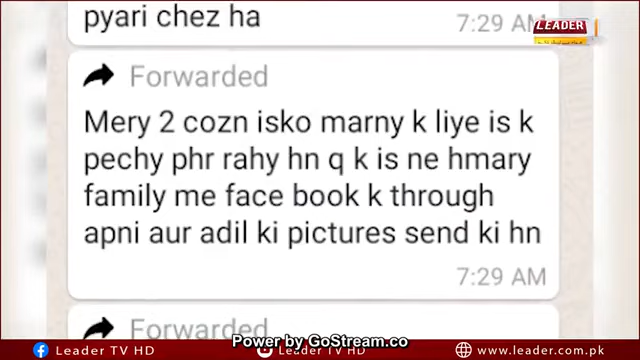 pyari chez ha
7:29 AM
LEADER
Forwarded
Mery 2 cozn isko marny k liye is k
pechy phr rahy hn q k is ne hmary
family me face book k through
apni aur adil ki pictures send ki hn
7:29 AM
Forwarded
Power by GoStream.co
Leader TV HD
Leader TV HD
www.leader.com.pk